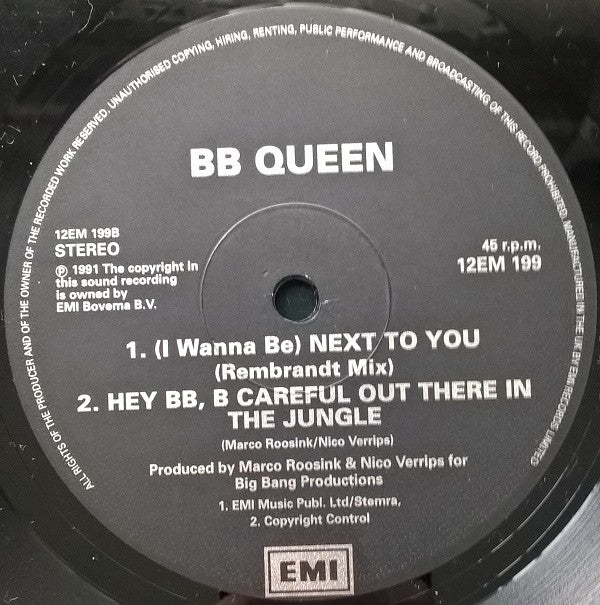 ALL RIGHTS OF THE PRODUCER AND OF THE OWNER OF THE RECORDED WORK RESERVED. UNAUTHORISED COPYING, HIRING, RENTING, PUBLIC PERFORMANCE AND BROADCASTING OF THIS RECORD PROHIBITED. MANUFACTURED IN THE UK BY EMI RECORDS LIMITED
BB QUEEN
12EM 199B
STEREO
℗ 1991 The copyright in
this sound recording
is owned by
EMI Bovema B.V.
45 r.p.m.
12EM 199
1. (I Wanna Be) NEXT TO YOU
(Rembrandt Mix)
2. HEY BB, B CAREFUL OUT THERE IN
THE JUNGLE
(Marco Roosink/Nico Verrips)
Produced by Marco Roosink & Nico Verrips for
Big Bang Productions
1. EMI Music Publ. Ltd/Stemra,
2. Copyright Control
EMI